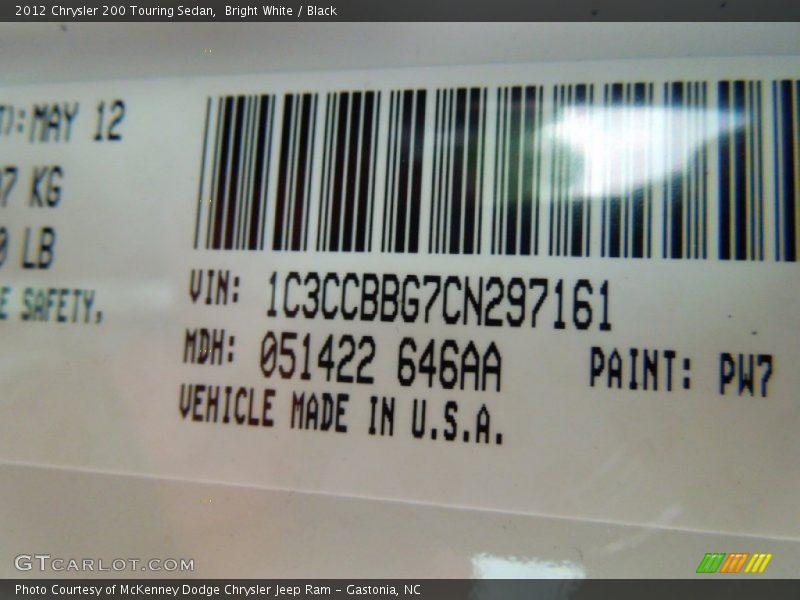 2012 Chrysler 200 Touring Sedan, Bright White / Black
MAY 12
KG
LB
SAFETY,
VIN: 1C3CCBBG7CN297161
MDH: 051422 646AA
PAINT: PW7
VEHICLE MADE IN U.S.A.
GTCARLOT.COM
Photo Courtesy of McKenney Dodge Chrysler Jeep Ram - Gastonia, NC